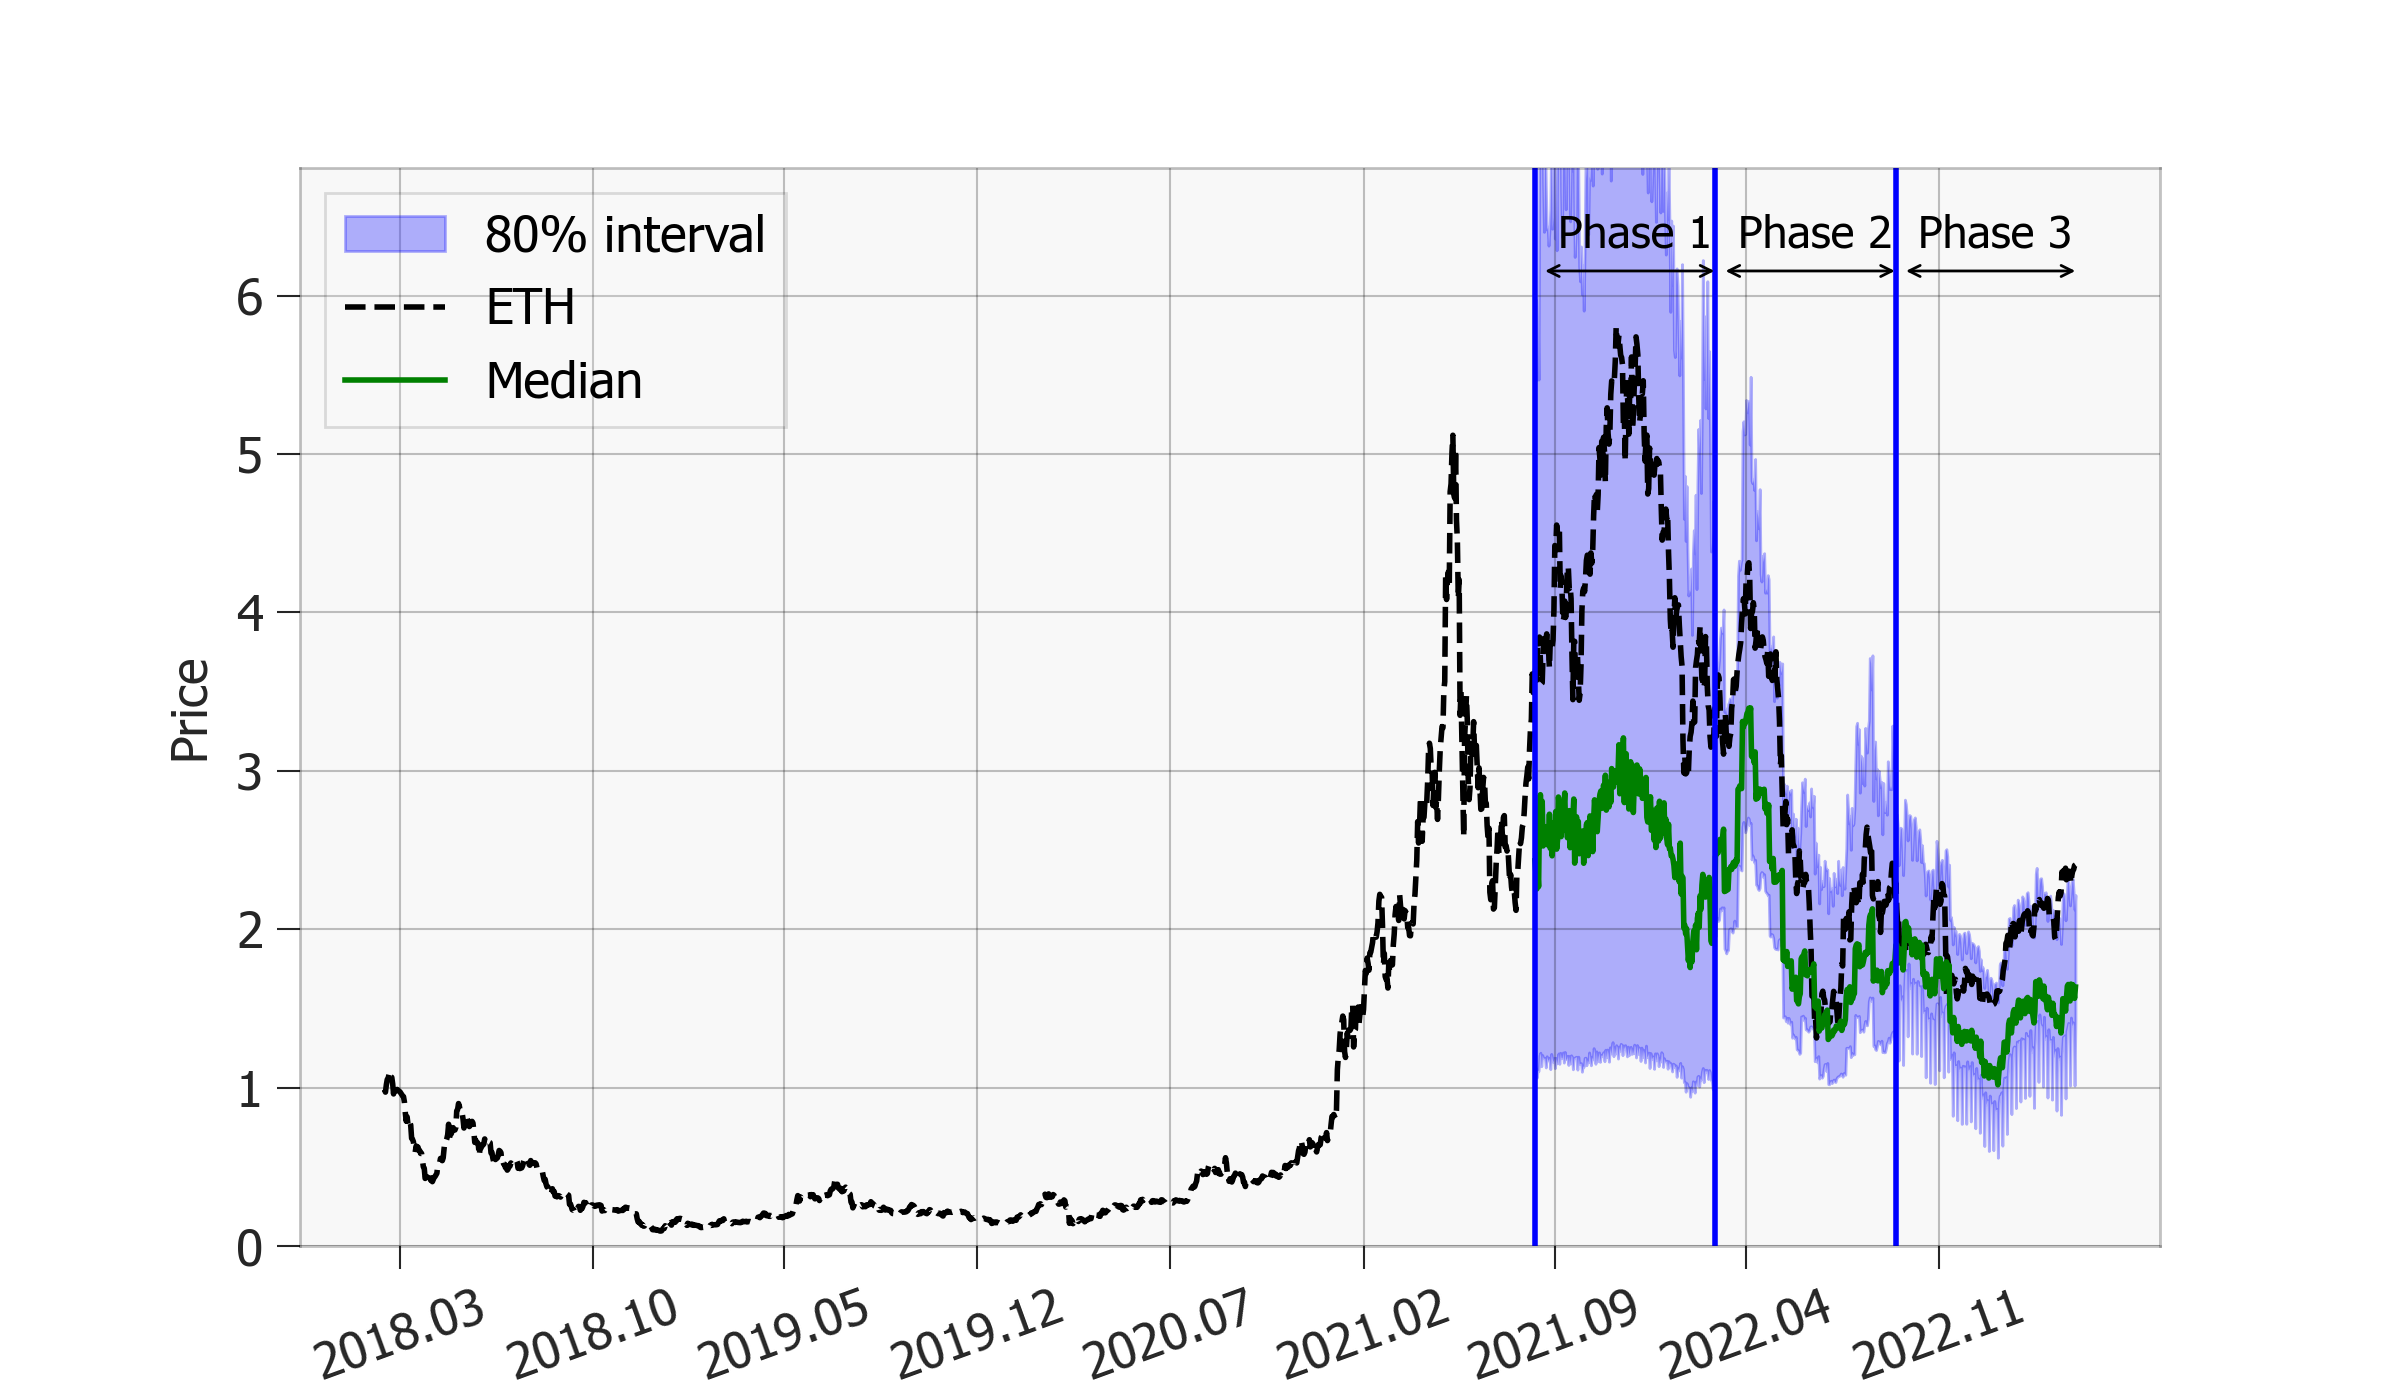 80% interval
ETH
Median
Phase 1
Phase 2
Phase 3
Price
6
5
4
3
2
1
0
2018.03
2018.10
2019.05
2019.12
2020.07
2021.02
2021.09
2022.04
2022.11